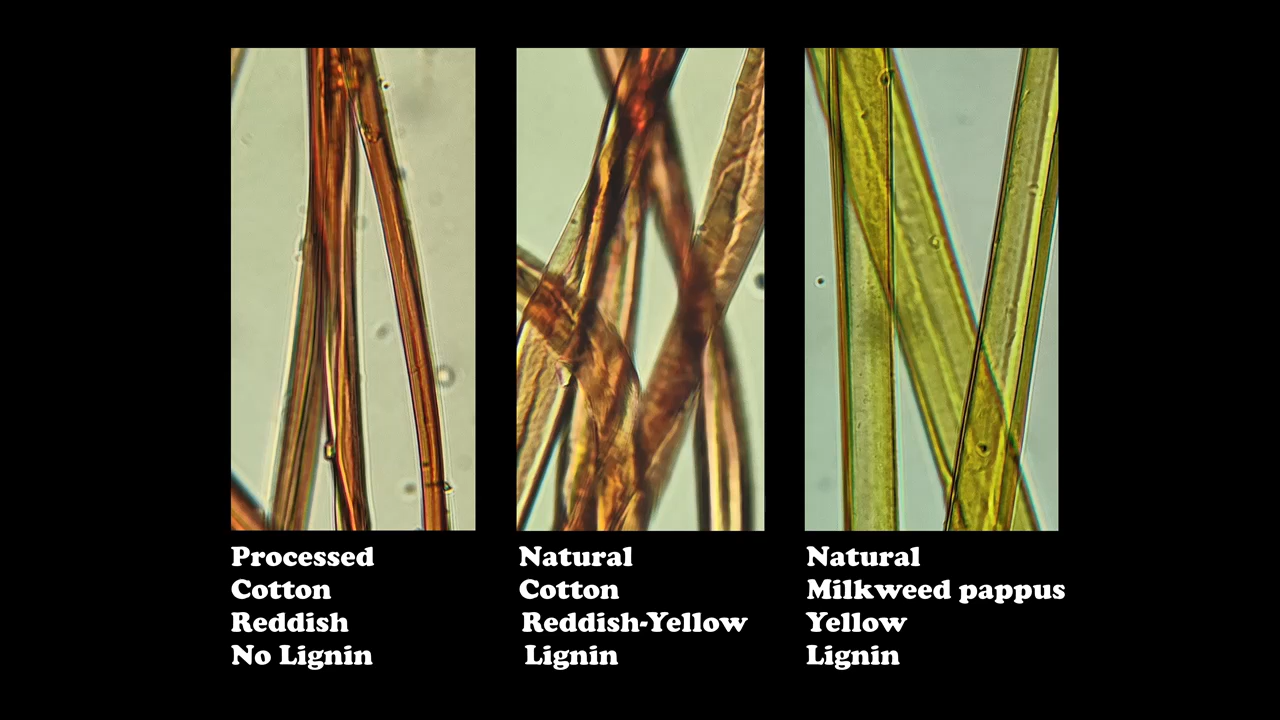 Processed
Cotton
Reddish
No Lignin
Natural
Cotton
Reddish-Yellow
Lignin
Natural
Milkweed pappus
Yellow
Lignin